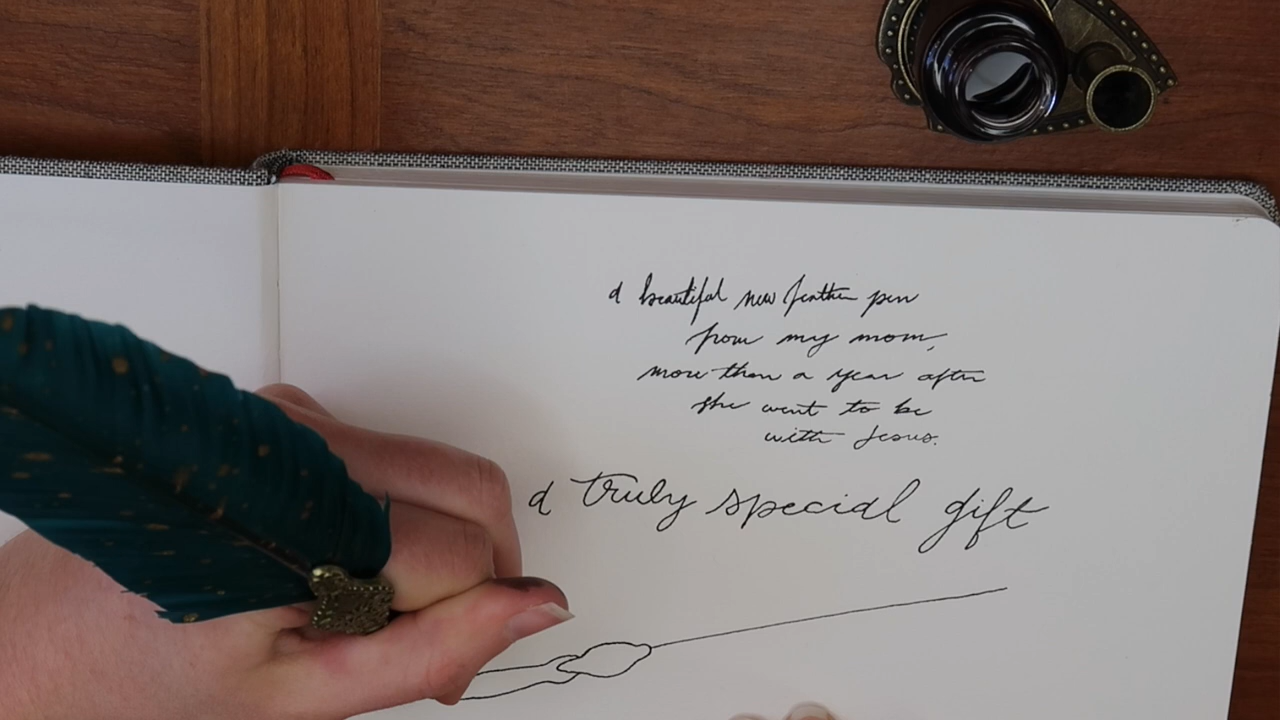 a beautiful new feather pen
from my mom,
more than a year after
she went to be
with Jesus.
a truly special gift